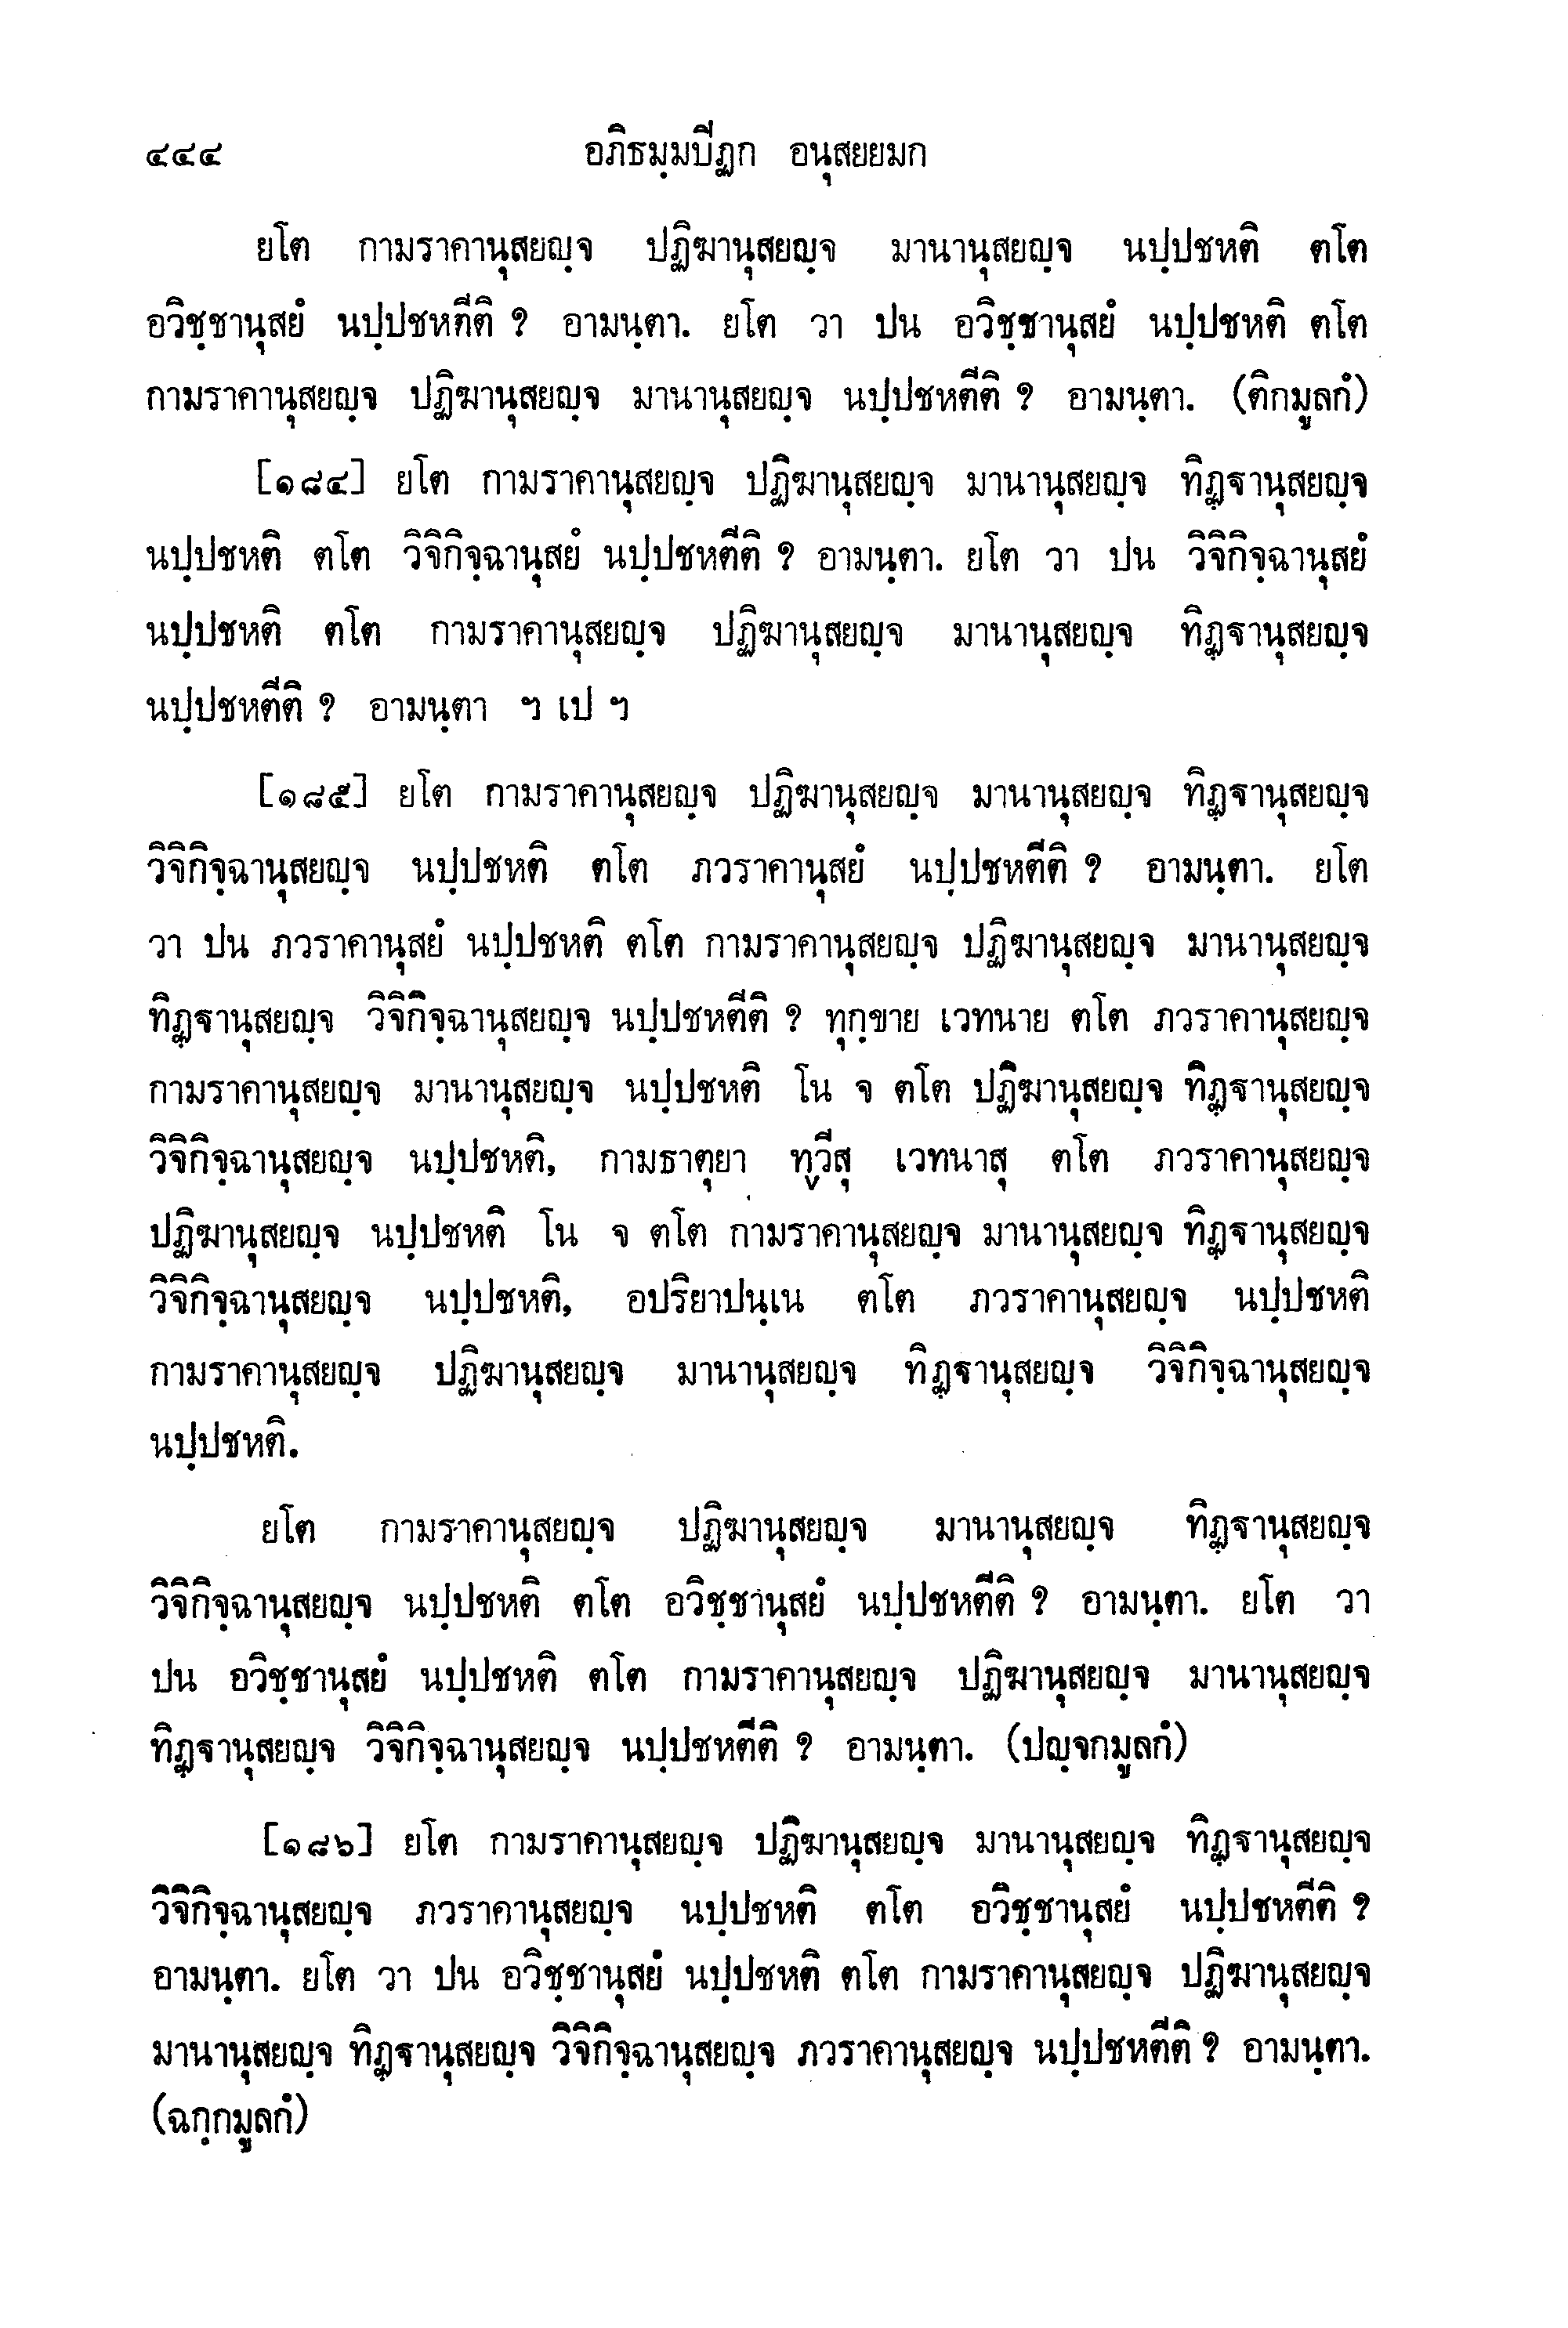 ๔๔๔ อภิธมฺมปีฏก อนุสยยมก
ยโต กามราคานุสยญฺจ ปฏิฆานุสยญฺจ มานานุสยญฺจ นปฺปชหติ ตโต
อวิชฺชานุสยํ นปฺปชหตีติ ? อามนฺตา. ยโต วา ปน อวิชฺชานุสยํ นปฺปชหติ ตโต
กามราคานุสยญฺจ ปฏิฆานุสยญฺจ มานานุสยญฺจ นปฺปชหตีติ ? อามนฺตา. (ติกมูลกํ)
[๑๘๔] ยโต กามราคานุสยญฺจ ปฏิฆานุสยญฺจ มานานุสยญฺจ ทิฏฺฐานุสยญฺจ
นปฺปชหติ ตโต วิจิกิจฺฉานุสยํ นปฺปชหตีติ ? อามนฺตา. ยโต วา ปน วิจิกิจฺฉานุสยํ
นปฺปชหติ ตโต กามราคานุสยญฺจ ปฏิฆานุสยญฺจ มานานุสยญฺจ ทิฏฺฐานุสยญฺจ
นปฺปชหตีติ ? อามนฺตา ฯ เป ฯ
[๑๘๕] ยโต กามราคานุสยญฺจ ปฏิฆานุสยญฺจ มานานุสยญฺจ ทิฏฺฐานุสยญฺจ
วิจิกิจฺฉานุสยญฺจ นปฺปชหติ ตโต ภวราคานุสยํ นปฺปชหตีติ ? อามนฺตา. ยโต
วา ปน ภวราคานุสยํ นปฺปชหติ ตโต กามราคานุสยญฺจ ปฏิฆานุสยญฺจ มานานุสยญฺจ
ทิฏฺฐานุสยญฺจ วิจิกิจฺฉานุสยญฺจ นปฺปชหตีติ ? ทุกฺขาย เวทนาย ตโต ภวราคานุสยญฺจ
กามราคานุสยญฺจ มานานุสยญฺจ นปฺปชหติ โน จ ตโต ปฏิฆานุสยญฺจ ทิฏฺฐานุสยญฺจ
วิจิกิจฺฉานุสยญฺจ นปฺปชหติ, กามธาตุยา ทฺวีสุ เวทนาสุ ตโต ภวราคานุสยญฺจ
ปฏิฆานุสยญฺจ นปฺปชหติ โน จ ตโต กามราคานุสยญฺจ มานานุสยญฺจ ทิฏฺฐานุสยญฺจ
วิจิกิจฺฉานุสยญฺจ นปฺปชหติ, อปริยาปนฺเน ตโต ภวราคานุสยญฺจ นปฺปชหติ
กามราคานุสยญฺจ ปฏิฆานุสยญฺจ มานานุสยญฺจ ทิฏฺฐานุสยญฺจ วิจิกิจฺฉานุสยญฺจ
นปฺปชหติ.
ยโต กามราคานุสยญฺจ ปฏิฆานุสยญฺจ มานานุสยญฺจ ทิฏฺฐานุสยญฺจ
วิจิกิจฺฉานุสยญฺจ นปฺปชหติ ตโต อวิชฺชานุสยํ นปฺปชหตีติ ? อามนฺตา. ยโต วา
ปน อวิชฺชานุสยํ นปฺปชหติ ตโต กามราคานุสยญฺจ ปฏิฆานุสยญฺจ มานานุสยญฺจ
ทิฏฺฐานุสยญฺจ วิจิกิจฺฉานุสยญฺจ นปฺปชหตีติ ? อามนฺตา. (ปญฺจกมูลกํ)
[๑๘๖] ยโต กามราคานุสยญฺจ ปฏิฆานุสยญฺจ มานานุสยญฺจ ทิฏฺฐานุสยญฺจ
วิจิกิจฺฉานุสยญฺจ ภวราคานุสยญฺจ นปฺปชหติ ตโต อวิชฺชานุสยํ นปฺปชหตีติ ?
อามนฺตา. ยโต วา ปน อวิชฺชานุสยํ นปฺปชหติ ตโต กามราคานุสยญฺจ ปฏิฆานุสยญฺจ
มานานุสยญฺจ ทิฏฺฐานุสยญฺจ วิจิกิจฺฉานุสยญฺจ ภวราคานุสยญฺจ นปฺปชหตีติ ? อามนฺตา.
(ฉกฺกมูลกํ)